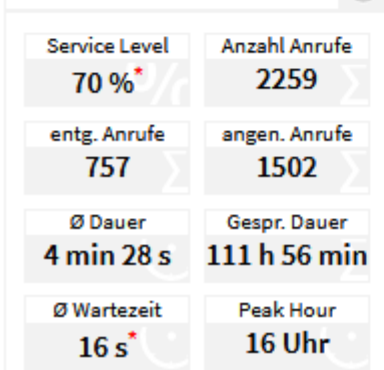 Service Level
70 %*
Anzahl Anrufe
2259
entg. Anrufe
757
angen. Anrufe
1502
Ø Dauer
4 min 28 s
Gespr. Dauer
111 h 56 min
Ø Wartezeit
16 s*
Peak Hour
16 Uhr